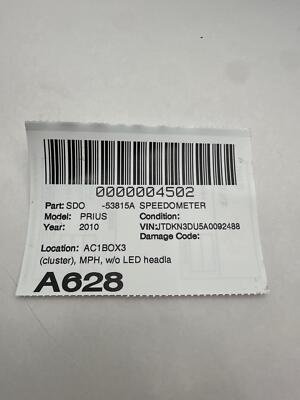 0000004502
Part: SDO -53815A SPEEDOMETER
Model: PRIUS Condition:
Year: 2010 VIN:JTDKN3DU5A0092488
Damage Code:
Location: AC1BOX3
(cluster), MPH, w/o LED headla
A628